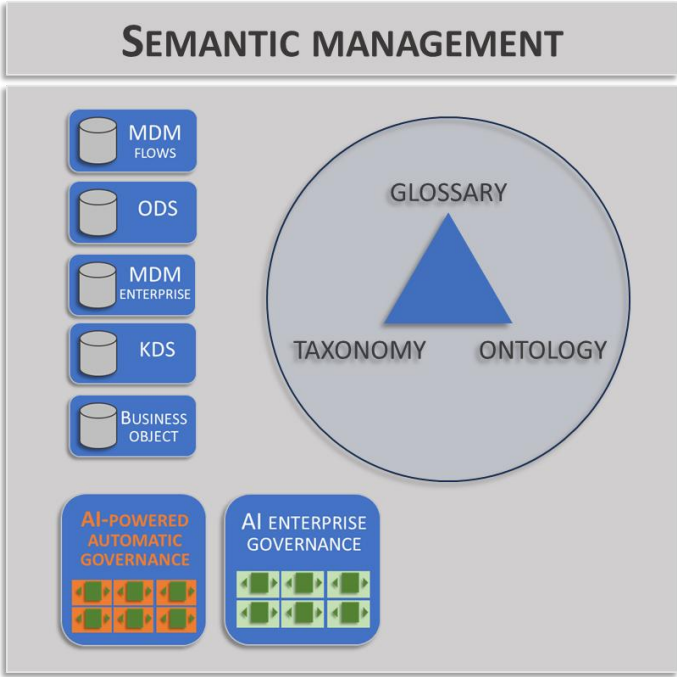 SEMANTIC MANAGEMENT
MDM
FLOWS
ODS
MDM
ENTERPRISE
KDS
BUSINESS
OBJECT
GLOSSARY
TAXONOMY ONTOLOGY
AI-POWERED
AUTOMATIC
GOVERNANCE
AI ENTERPRISE
GOVERNANCE